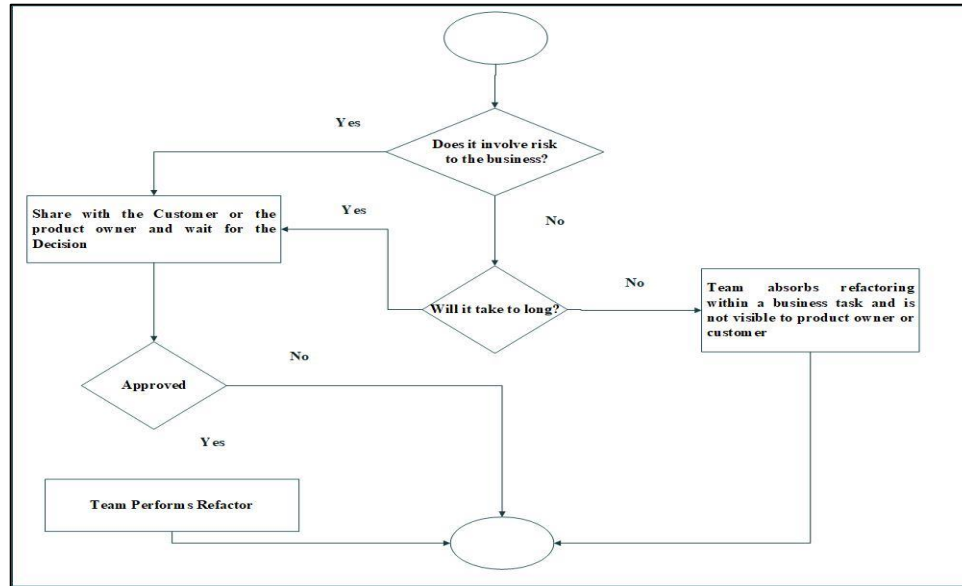 Yes
Does it involve risk
to the business?
Share with the Customer or the
product owner and wait for the
Decision
Yes
No
Will it take to long?
No
Team absorbs refactoring
within a business task and is
not visible to product owner or
customer
Approved
No
Yes
Team Performs Refactor